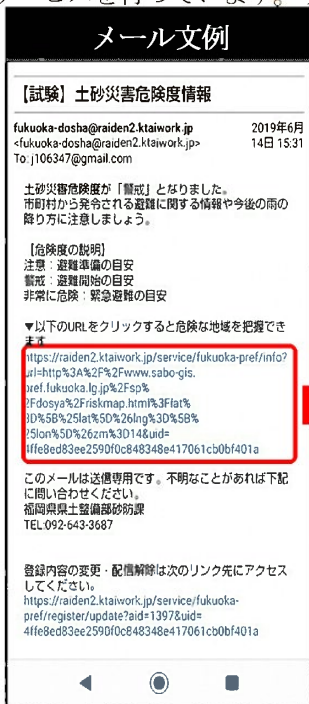 メール文例
【試験】土砂災害危険度情報
fukuoka-dosha@raiden2.ktaiwork.jp
<fukuoka-dosha@raiden2.ktaiwork.jp>
To: j106347@gmail.com
2019年6月
14日 15:31
土砂災害危険度が「警戒」となりました。
市町村から発令される避難に関する情報や今後の雨の
降り方に注意しましょう。
【危険度の説明】
注意：避難準備の目安
警戒：避難開始の目安
非常に危険：緊急避難の目安
▼以下のURLをクリックすると危険な地域を把握でき
ます
https://raiden2.ktaiwork.jp/service/fukuoka-pref/info?
url=http%3A%2F%2Fwww.sabo-gis.
pref.fukuoka.lg.jp%2Fsp%
2Fdosya%2Friskmap.html%3Flat%
3D%5B%25lat%5D%26lng%3D%5B%
25lon%5D%26zm%3D14&uid=
4ffe8ed83ee2590f0c848348e417061cb0bf401a
このメールは送信専用です。不明なことがあれば下記
に問い合わせください。
福岡県県土整備部砂防課
TEL:092-643-3687
登録内容の変更・配信解除は次のリンク先にアクセス
してください。
https://raiden2.ktaiwork.jp/service/fukuoka-
pref/register/update?aid=1397&uid=
4ffe8ed83ee2590f0c848348e417061cb0bf401a